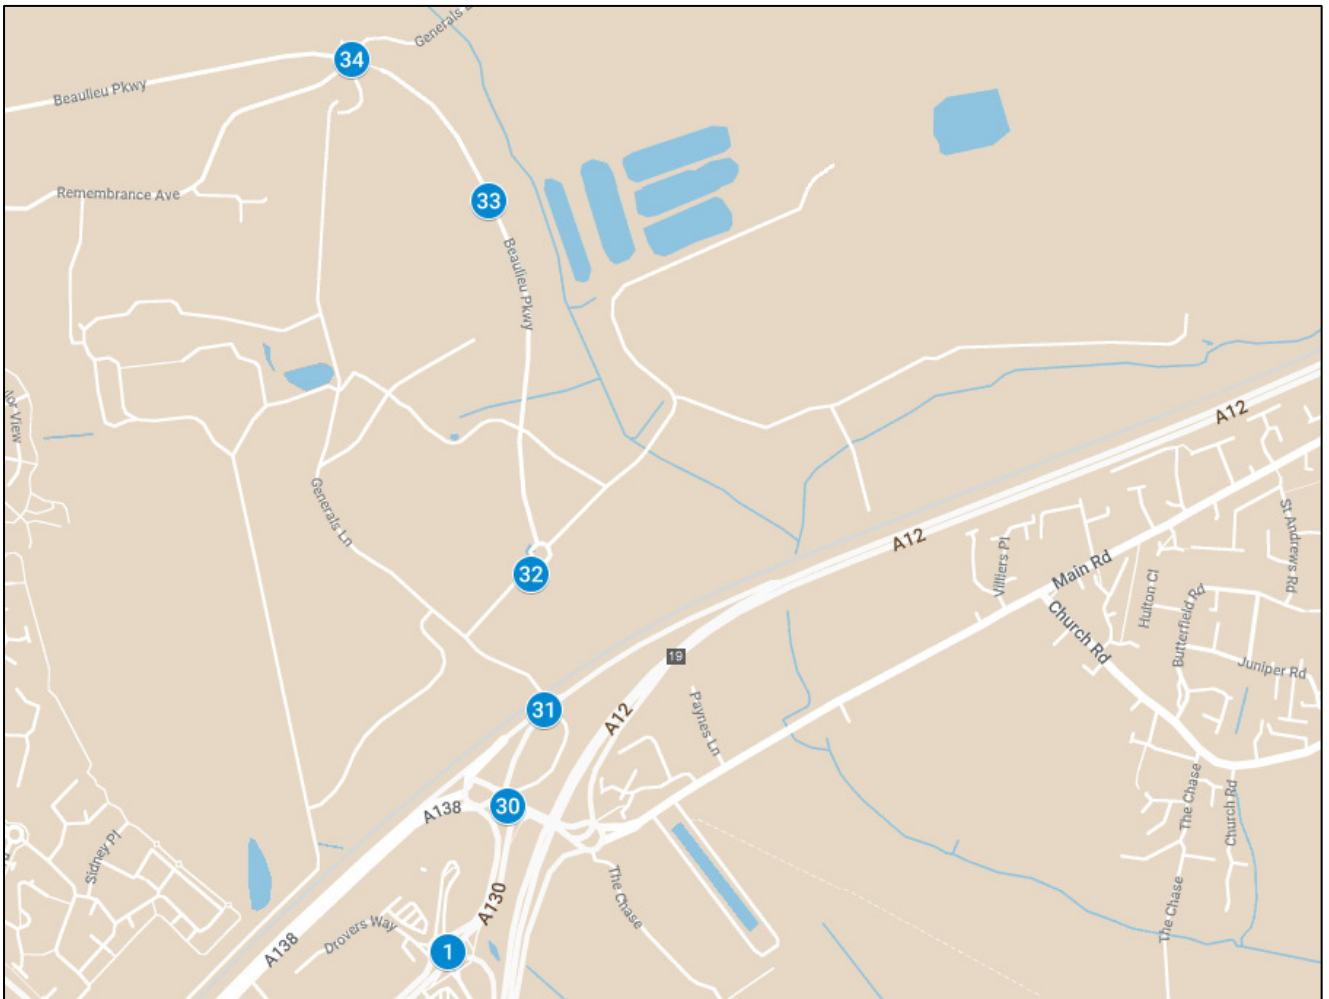 Generals
34
Beaulieu Pkwy
Remembrance Ave
33
Beaulieu Pkwy
A12
View
Generals Ln
A12
St Andrews Rd
Villiers Pl
Main Rd
32
Hulton Cl
Butterfield Rd
Church Rd
19
Juniper Rd
31
A12
Paynes Ln
The Chase
Church Rd
A138
30
Sidney Pl
A130
The Chase
The Chase
Drovers Way
A138
1